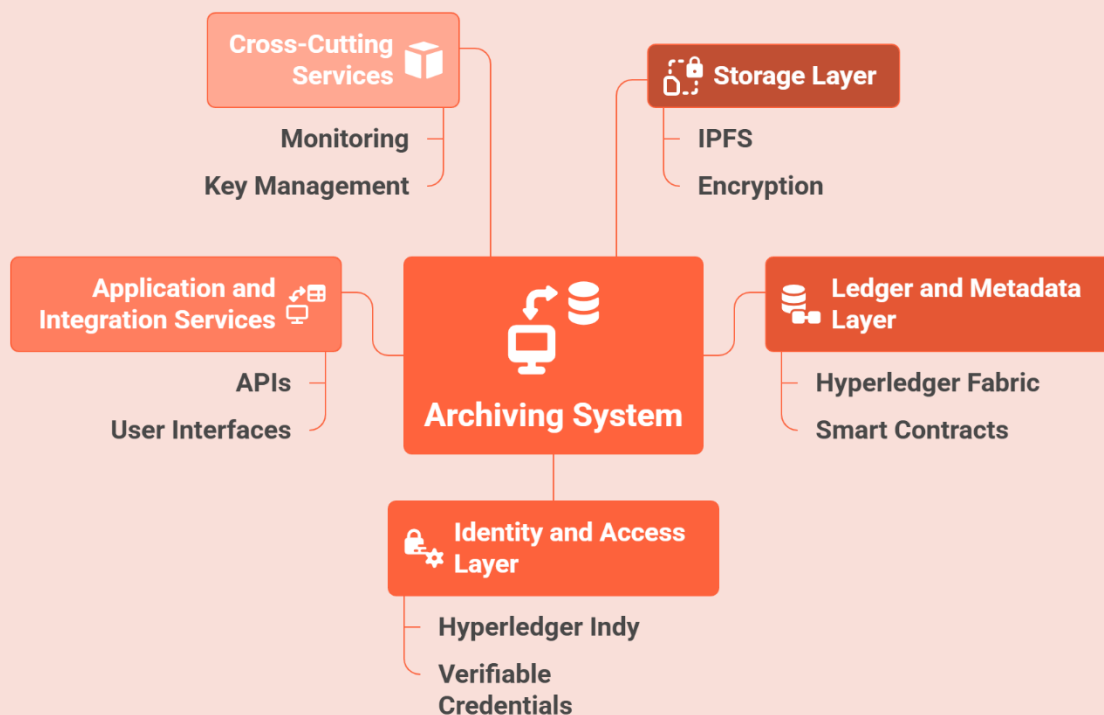 Cross-Cutting
Services
Monitoring
Key Management
Storage Layer
IPFS
Encryption
Application and
Integration Services
APIs
User Interfaces
Archiving System
Ledger and Metadata
Layer
Hyperledger Fabric
Smart Contracts
Identity and Access
Layer
Hyperledger Indy
Verifiable
Credentials